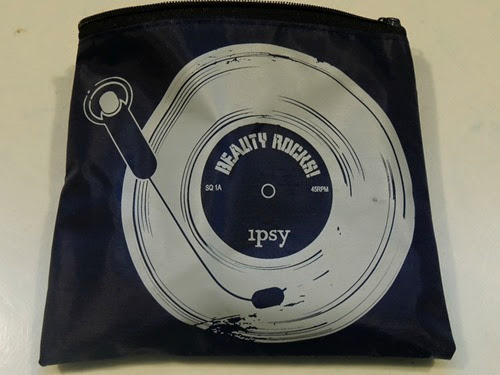 BEAUTY ROCKS!
SQ 1A 45RPM
ipsy